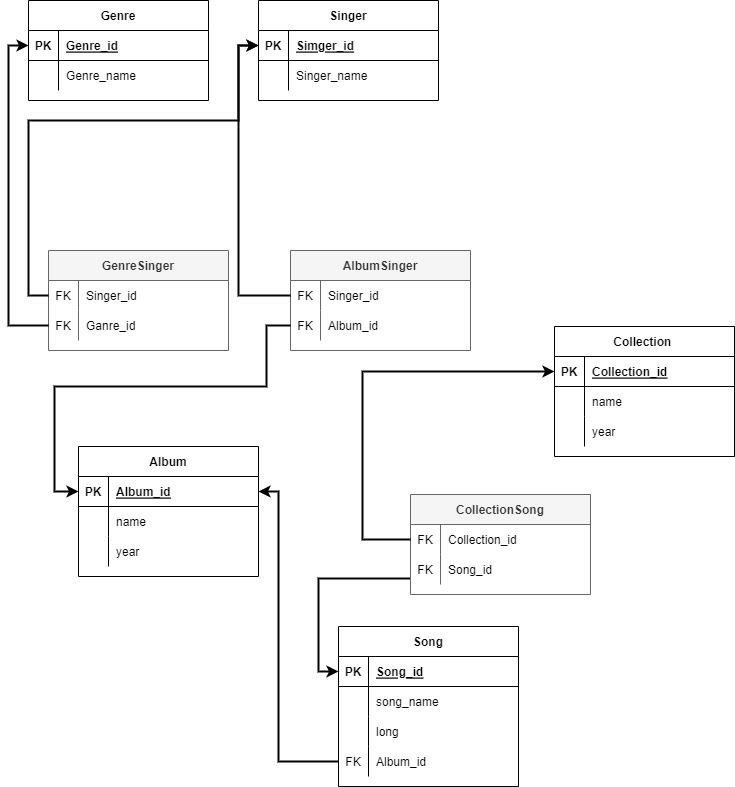 Genre
PK Genre_id
Genre_name
Singer
PK Simger_id
Singer_name
GenreSinger
FK Singer_id
FK Ganre_id
AlbumSinger
FK Singer_id
FK Album_id
Collection
PK Collection_id
name
year
Album
PK Album_id
name
year
CollectionSong
FK Collection_id
FK Song_id
Song
PK Song_id
song_name
long
FK Album_id